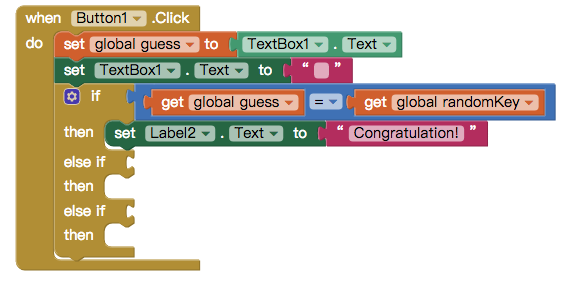 when Button1 .Click
do set global guess to TextBox1 . Text
set TextBox1 . Text to “ ”
if get global guess = get global randomKey
then set Label2 . Text to “ Congratulation! ”
else if
then
else if
then